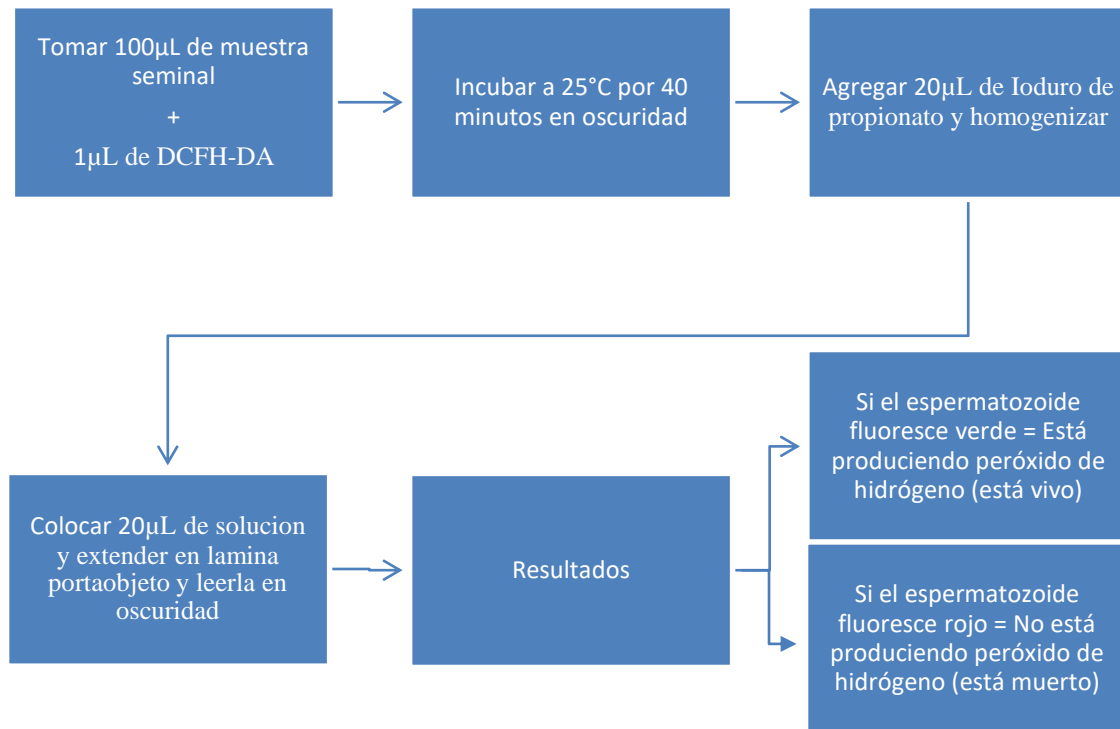 Tomar 100µL de muestra
seminal
+
1µL de DCFH-DA
Incubar a 25°C por 40
minutos en oscuridad
Agregar 20µL de Ioduro de
propionato y homogenizar
Colocar 20µL de solucion
y extender en lamina
portaobjeto y leerla en
oscuridad
Resultados
Si el espermatozoide
fluoresce verde = Está
produciendo peróxido de
hidrógeno (está vivo)
Si el espermatozoide
fluoresce rojo = No está
produciendo peróxido de
hidrógeno (está muerto)